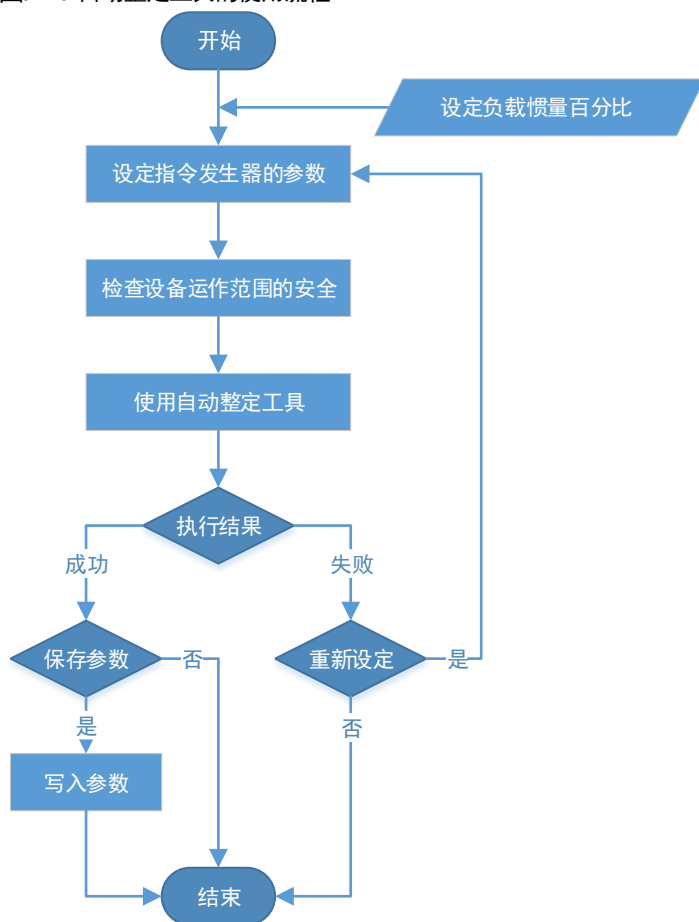 开始
设定负载惯量百分比
设定指令发生器的参数
检查设备运作范围的安全
使用自动整定工具
执行结果
成功
失败
保存参数
否
重新设定
是
是
否
写入参数
结束